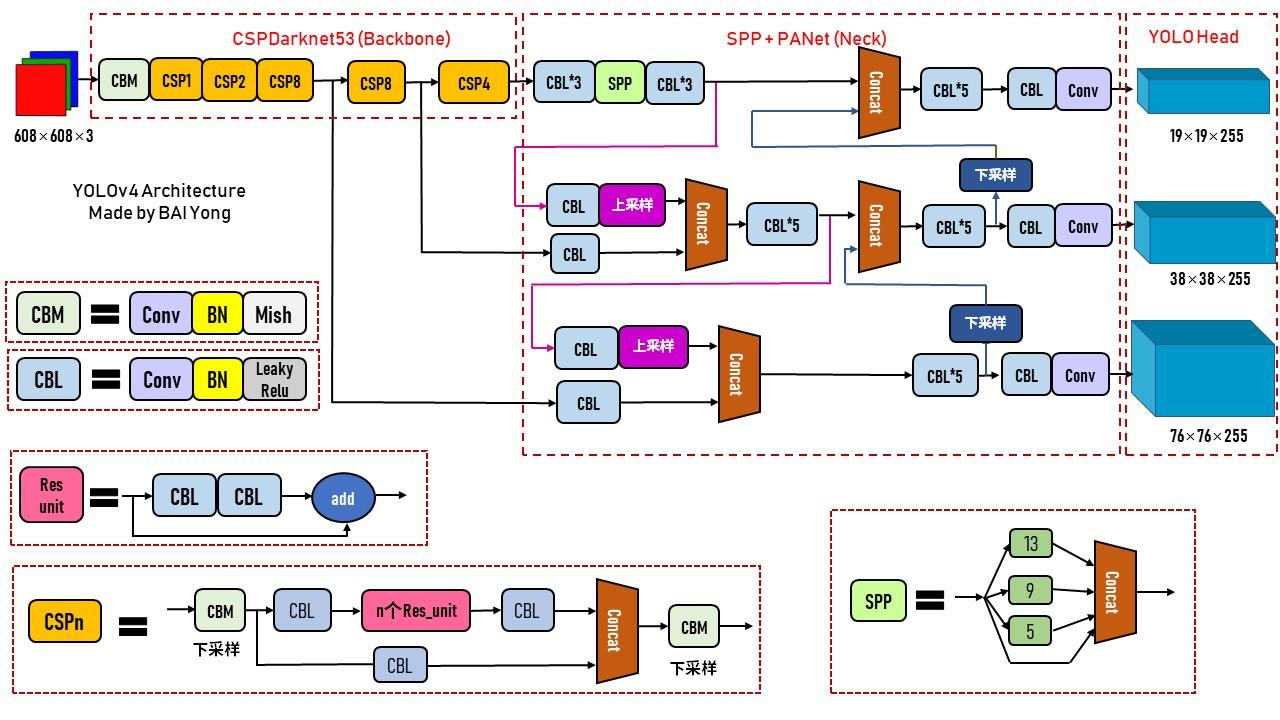 CSPDarknet53 (Backbone)
SPP + PANet (Neck)
YOLO Head
CBM
CSP1
CSP2
CSP8
CSP8
CSP4
CBL*3
SPP
CBL*3
Concat
CBL*5
CBL
Conv
608×608×3
19×19×255
YOLOv4 Architecture
Made by BAI Yong
下采样
CBL
上采样
Concat
CBL*5
Concat
CBL*5
CBL
Conv
CBL
38×38×255
CBM
Conv
BN
Mish
下采样
CBL
上采样
Concat
CBL*5
CBL
Conv
CBL
76×76×255
CBL
Conv
BN
Leaky
Relu
Res
unit
CBL
CBL
add
CSPn
CBM
下采样
CBL
n个Res_unit
CBL
CBL
Concat
CBM
下采样
SPP
13
9
5
Concat